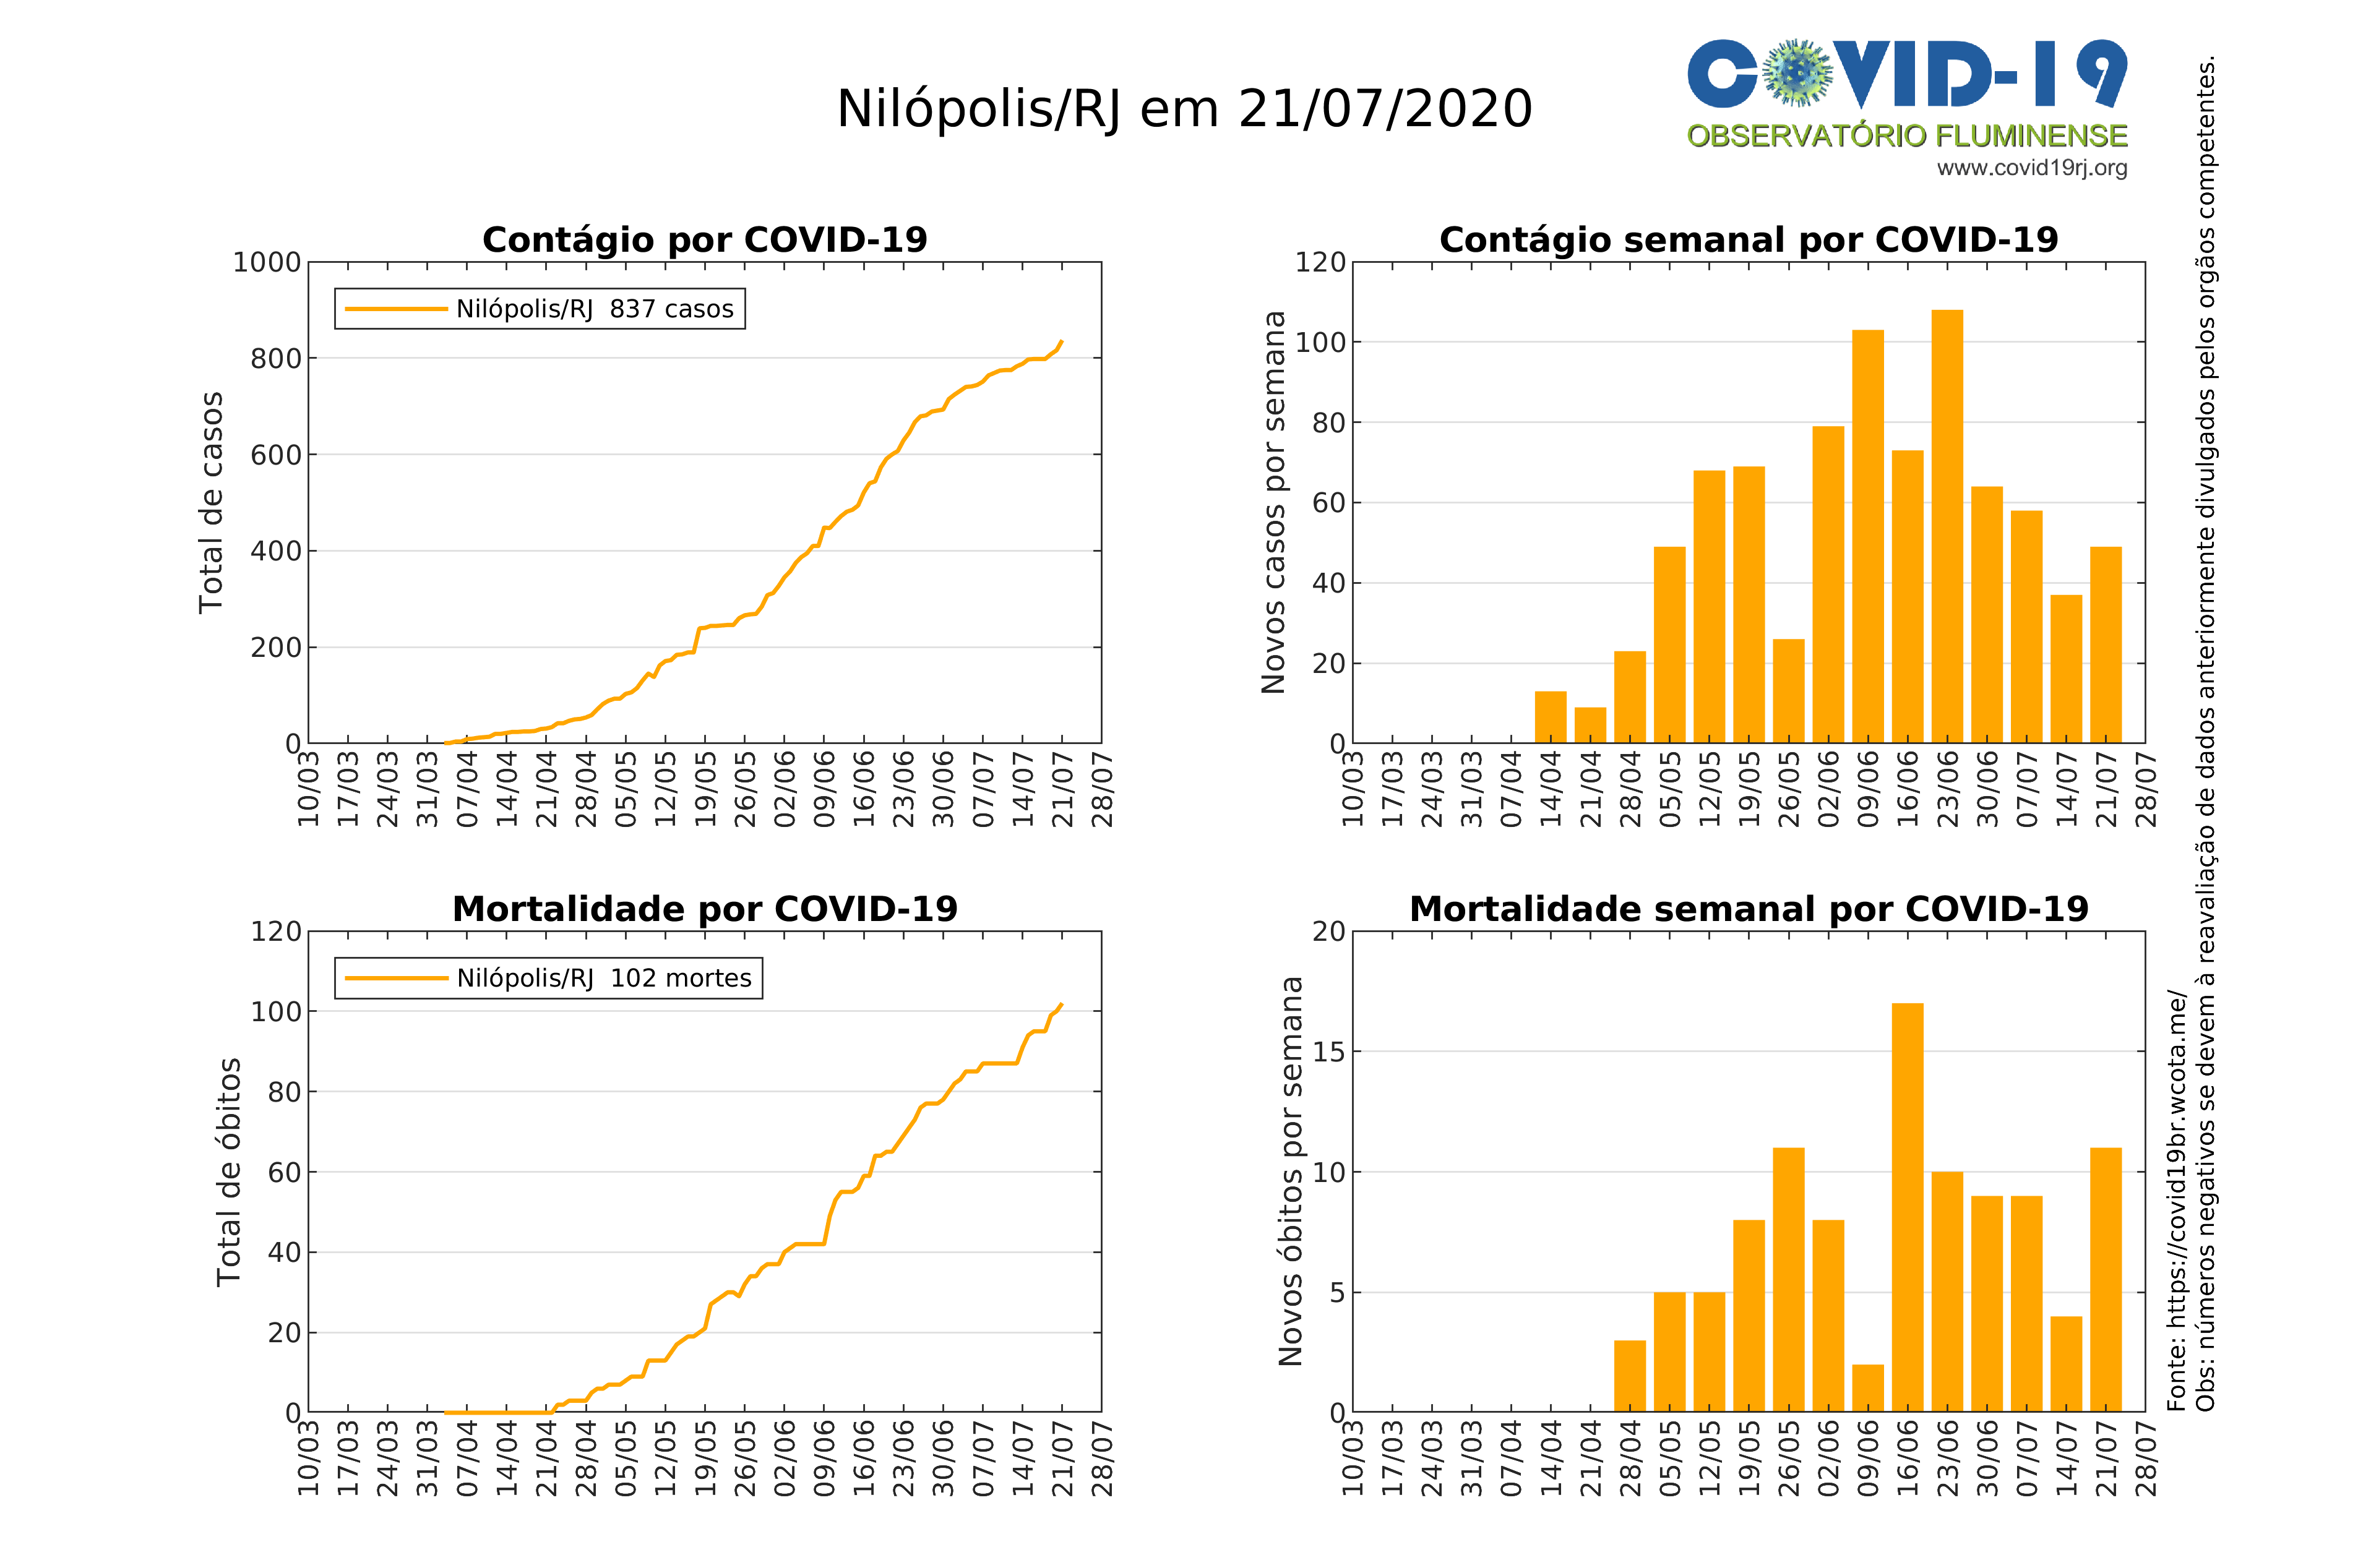 Nilópolis/RJ em 21/07/2020
COVID-19
OBSERVATÓRIO FLUMINENSE
www.covid19rj.org
Contágio por COVID-19
Total de casos
1000
800
600
400
200
0
Nilópolis/RJ 837 casos
10/03 17/03 24/03 31/03 07/04 14/04 21/04 28/04 05/05 12/05 19/05 26/05 02/06 09/06 16/06 23/06 30/06 07/07 14/07 21/07 28/07
Contágio semanal por COVID-19
Novos casos por semana
120
100
80
60
40
20
0
10/03 17/03 24/03 31/03 07/04 14/04 21/04 28/04 05/05 12/05 19/05 26/05 02/06 09/06 16/06 23/06 30/06 07/07 14/07 21/07 28/07
Mortalidade por COVID-19
Total de óbitos
120
100
80
60
40
20
0
Nilópolis/RJ 102 mortes
10/03 17/03 24/03 31/03 07/04 14/04 21/04 28/04 05/05 12/05 19/05 26/05 02/06 09/06 16/06 23/06 30/06 07/07 14/07 21/07 28/07
Mortalidade semanal por COVID-19
Novos óbitos por semana
20
15
10
5
0
10/03 17/03 24/03 31/03 07/04 14/04 21/04 28/04 05/05 12/05 19/05 26/05 02/06 09/06 16/06 23/06 30/06 07/07 14/07 21/07 28/07
Fonte: https://covid19br.wcota.me/
Obs: números negativos se devem à reavaliação de dados anteriormente divulgados pelos orgãos competentes.